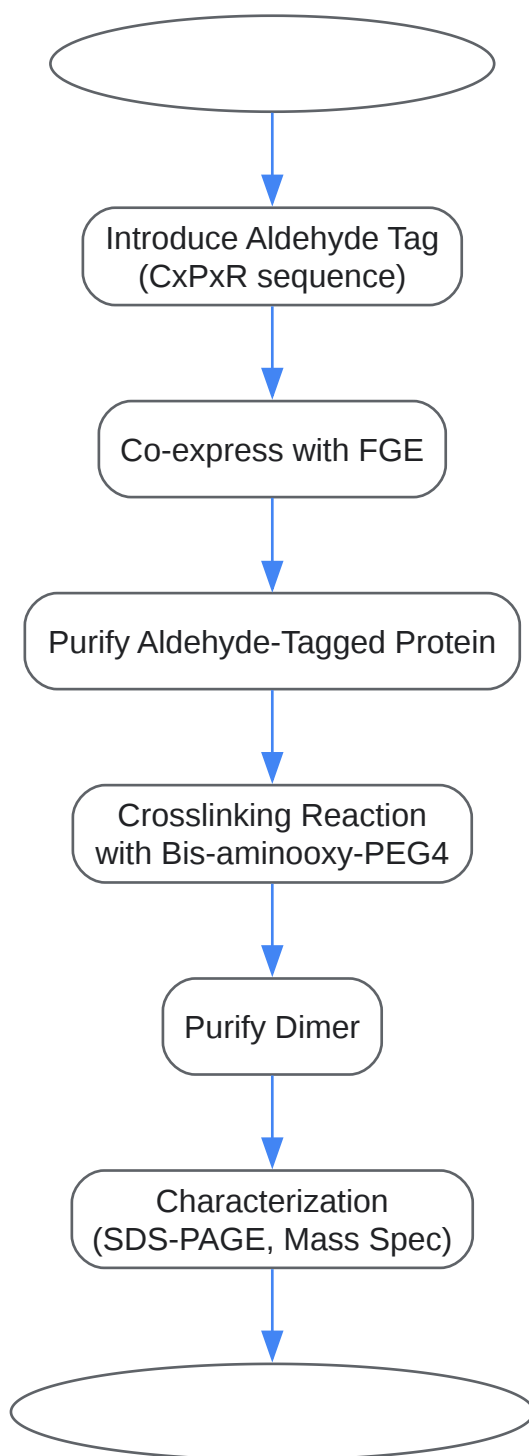 Introduce Aldehyde Tag
(CxPxR sequence)
Co-express with FGE
Purify Aldehyde-Tagged Protein
Crosslinking Reaction
with Bis-aminooxy-PEG4
Purify Dimer
Characterization
(SDS-PAGE, Mass Spec)